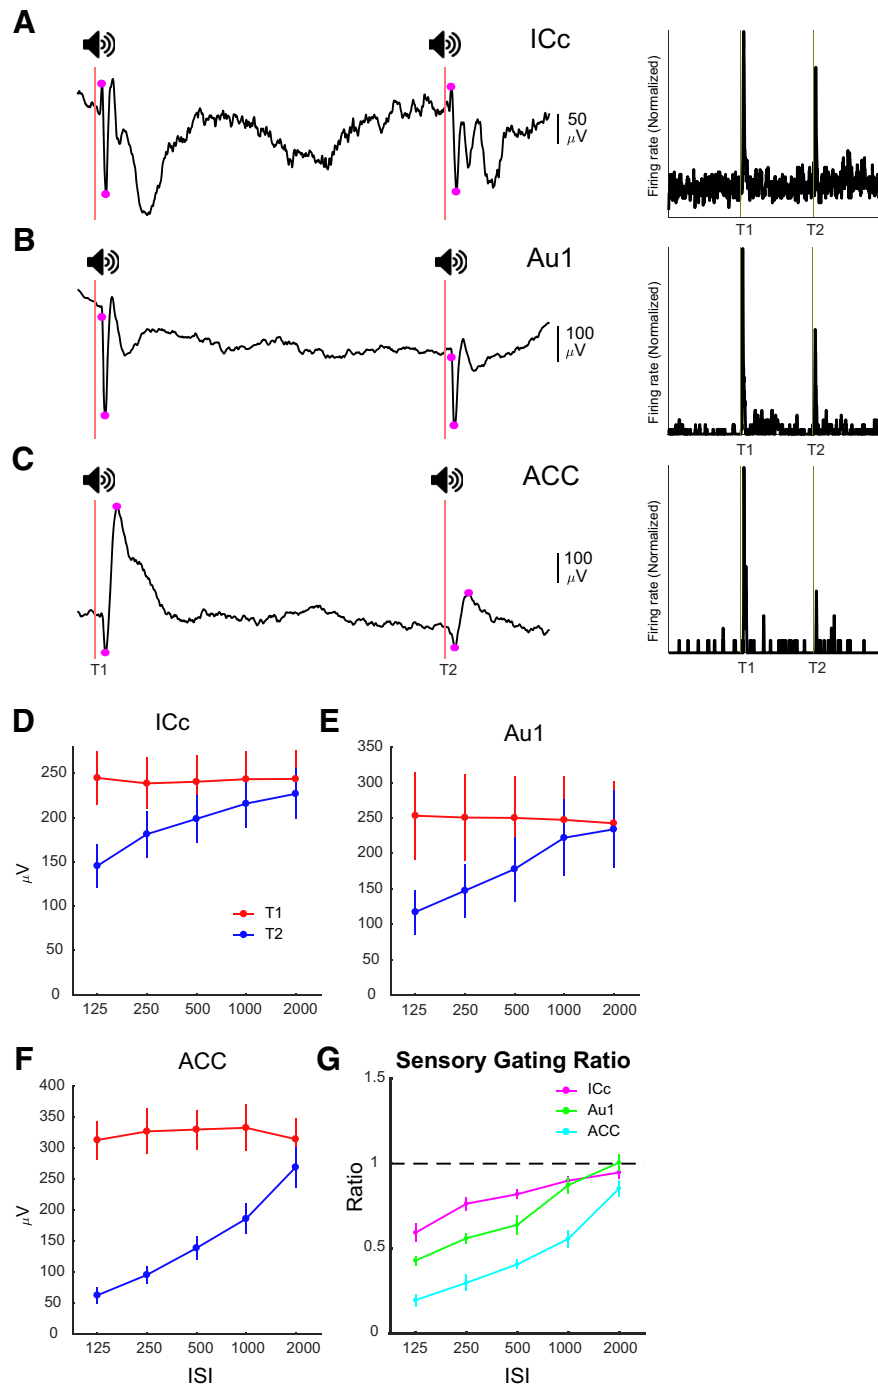 A
ICc
50
μV
Firing rate (Normalized)
T1 T2
B
Au1
100
μV
Firing rate (Normalized)
T1 T2
C
ACC
100
μV
Firing rate (Normalized)
T1 T2
T1 T2
D ICc
μV
250
200
150
100
50
0
T1
T2
125 250 500 1000 2000
E Au1
350
300
250
200
150
100
50
0
125 250 500 1000 2000
F ACC
μV
400
350
300
250
200
150
100
50
0
125 250 500 1000 2000
ISI
G Sensory Gating Ratio
Ratio
1.5
1
0.5
0
ICc
Au1
ACC
125 250 500 1000 2000
ISI